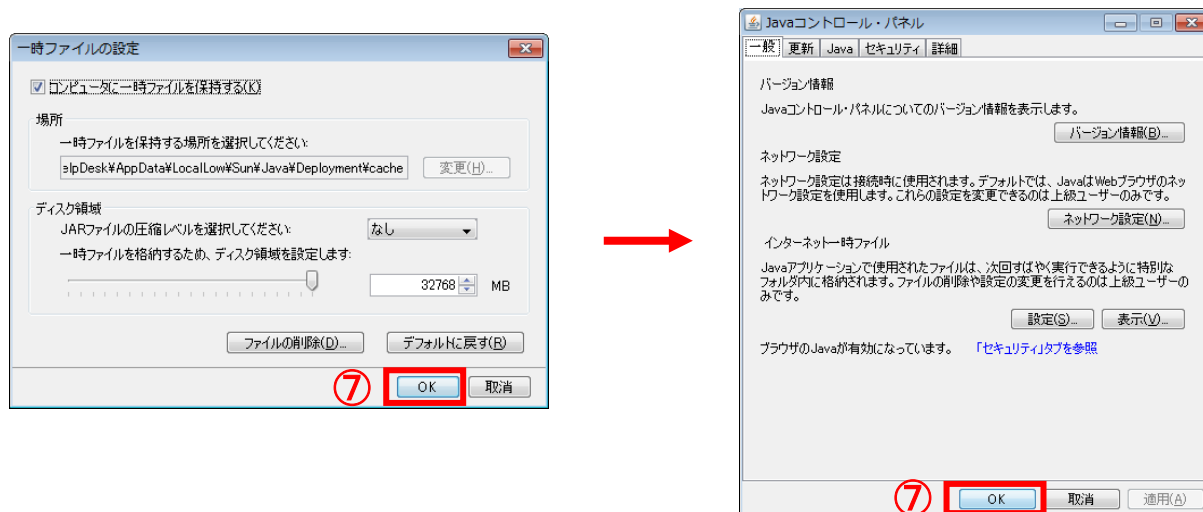 一時ファイルの設定
コンピュータに一時ファイルを保持する(K)
場所
一時ファイルを保持する場所を選択してください:
elpDesk¥AppData¥LocalLow¥Sun¥Java¥Deployment¥cache
変更(H)...
ディスク領域
JARファイルの圧縮レベルを選択してください:
なし
一時ファイルを格納するため、ディスク領域を設定します:
32768
MB
ファイルの削除(D)...
デフォルトに戻す(R)
⑦
OK
取消
Javaコントロール・パネル
一般
更新
Java
セキュリティ
詳細
バージョン情報
Javaコントロール・パネルについてのバージョン情報を表示します。
バージョン情報(B)...
ネットワーク設定
ネットワーク設定は接続時に使用されます。デフォルトでは、JavaはWebブラウザのネッ
トワーク設定を使用します。これらの設定を変更できるのは上級ユーザーのみです。
ネットワーク設定(N)...
インターネット一時ファイル
Javaアプリケーションで使用されたファイルは、次回すばやく実行できるように特別な
フォルダ内に格納されます。ファイルの削除や設定の変更を行えるのは上級ユーザーの
みです。
設定(S)...
表示(V)...
ブラウザのJavaが有効になっています。
「セキュリティ」タブを参照
⑦
OK
取消
適用(A)